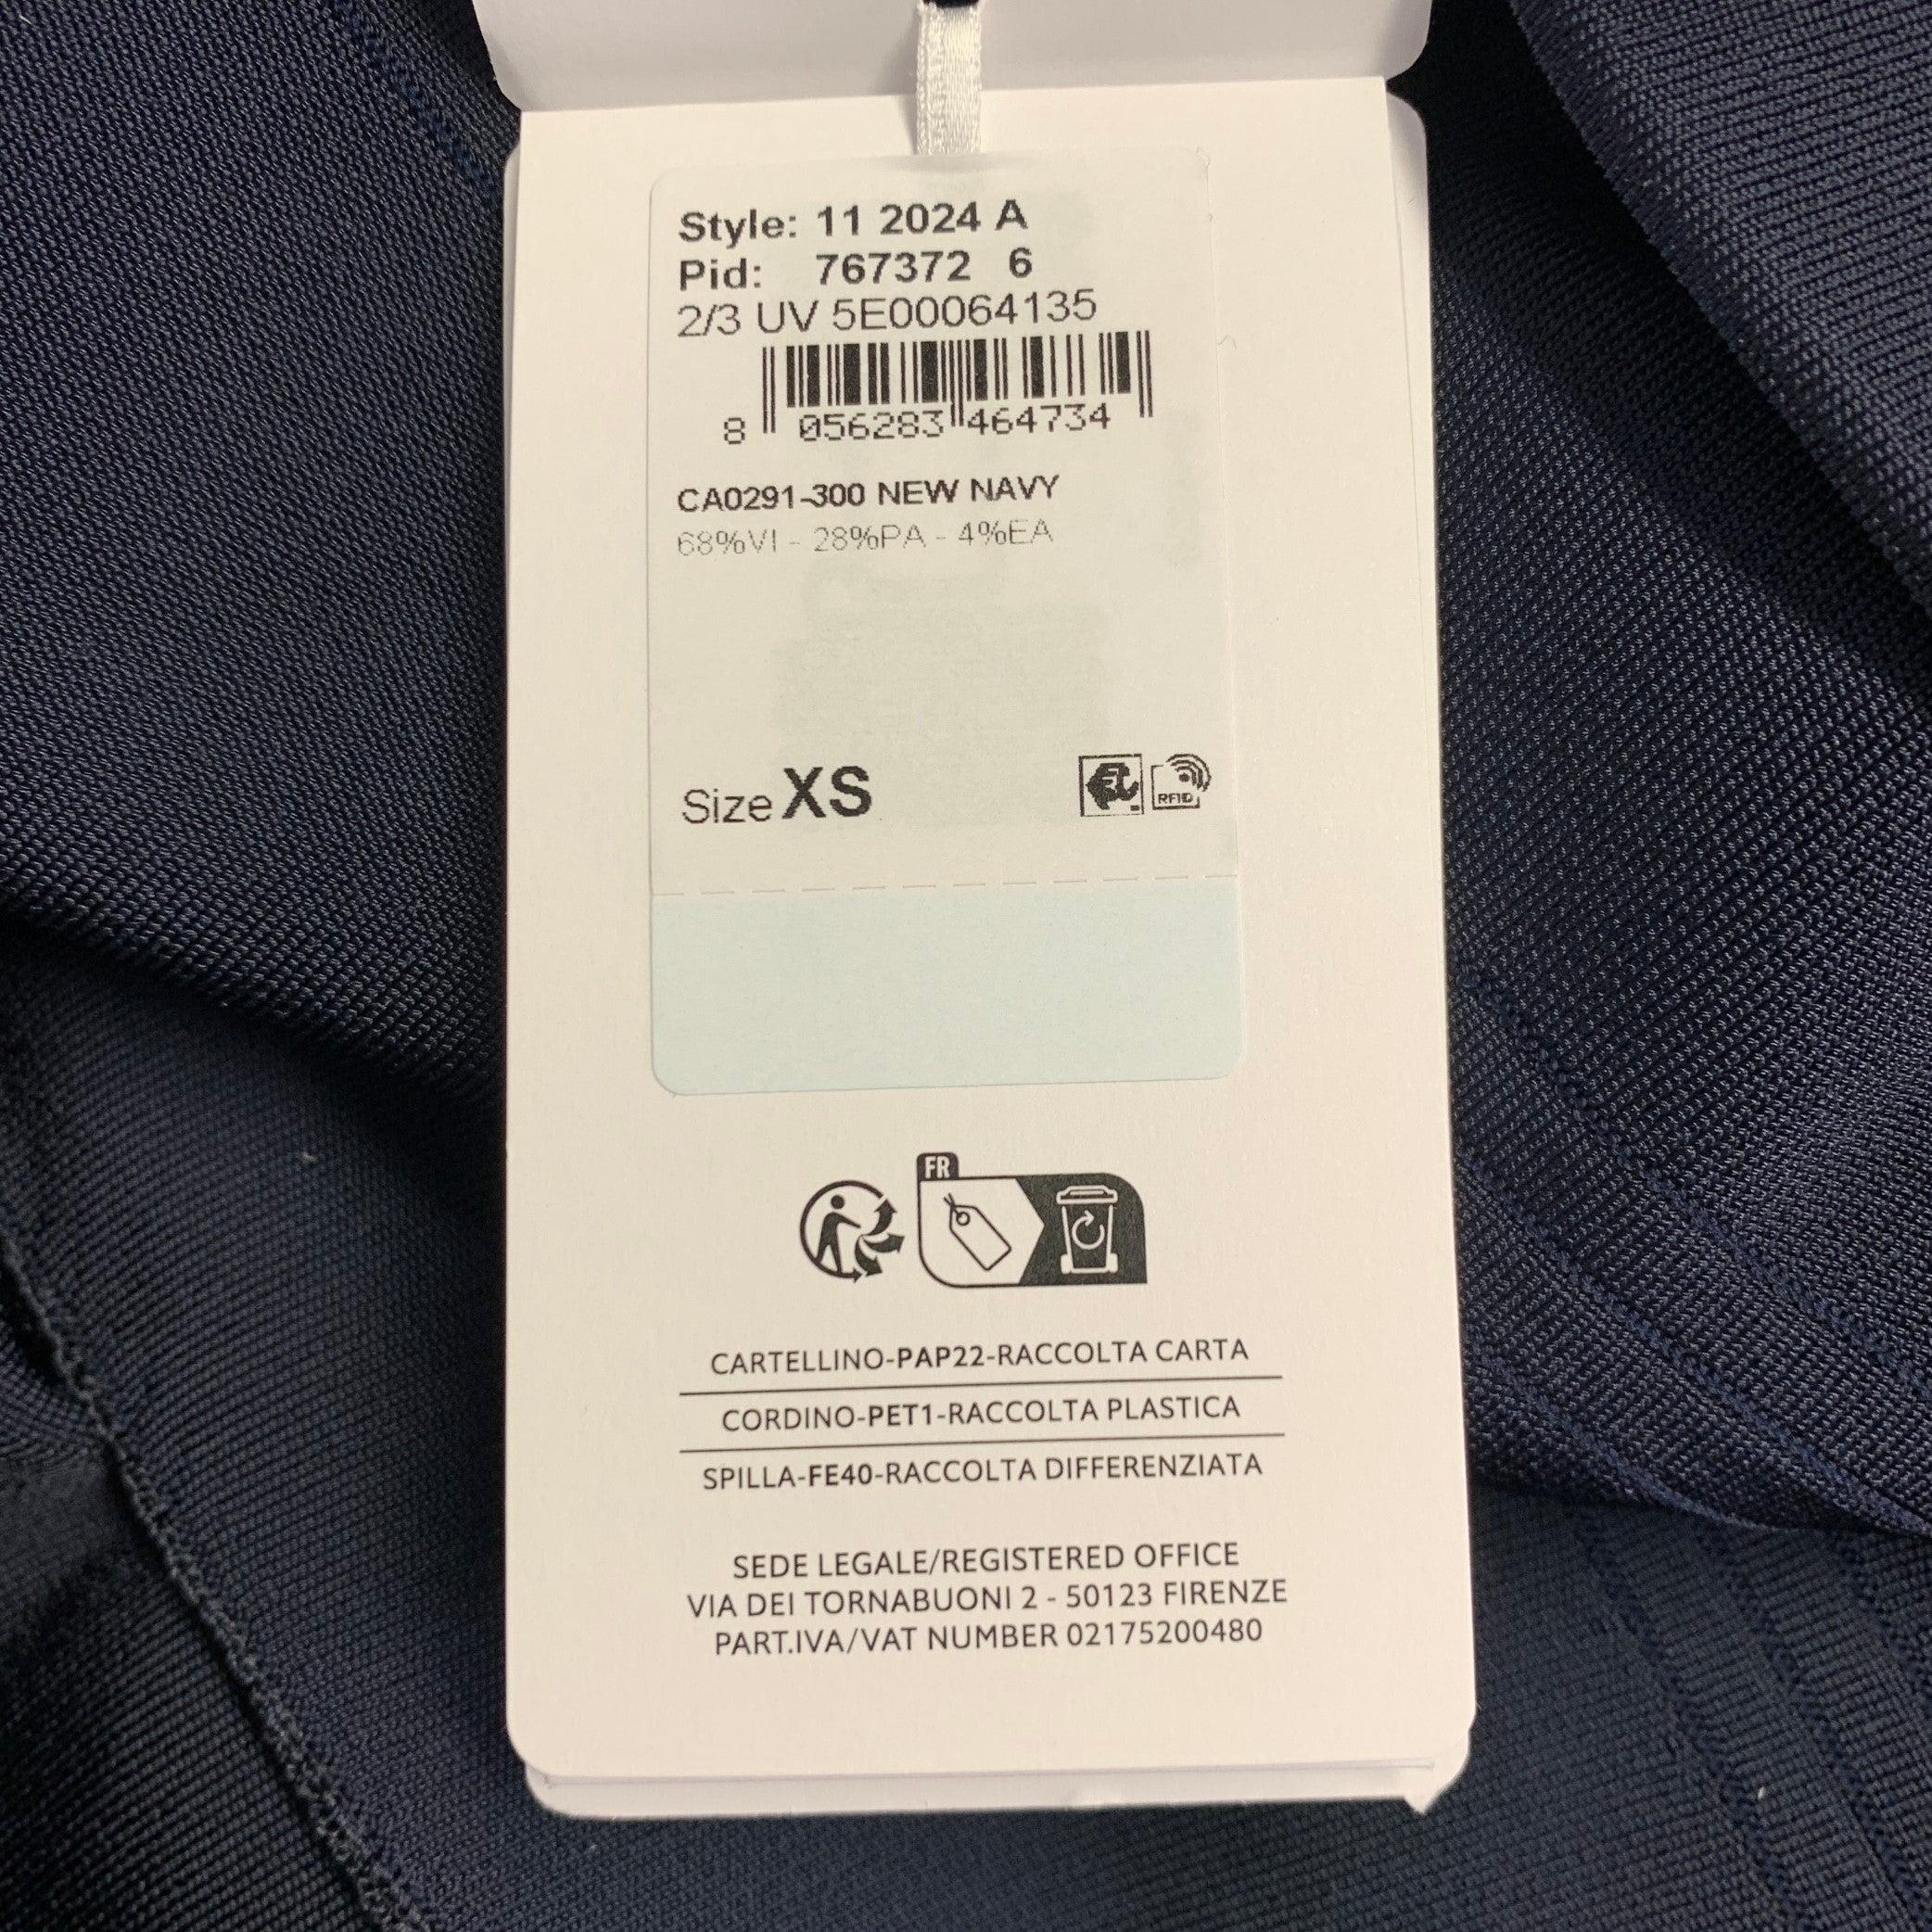 Style: 11 2024 A
Pid: 767372 6
2/3 UV 5E00064135
8 056283 464734
CA0291-300 NEW NAVY
68%VI - 28%PA - 4%EA
Size XS
RFID
FR
CARTELLINO-PAP22-RACCOLTA CARTA
CORDINO-PET1-RACCOLTA PLASTICA
SPILLA-FE40-RACCOLTA DIFFERENZIATA
SEDE LEGALE/REGISTERED OFFICE
VIA DEI TORNABUONI 2 - 50123 FIRENZE
PART.IVA/VAT NUMBER 02175200480